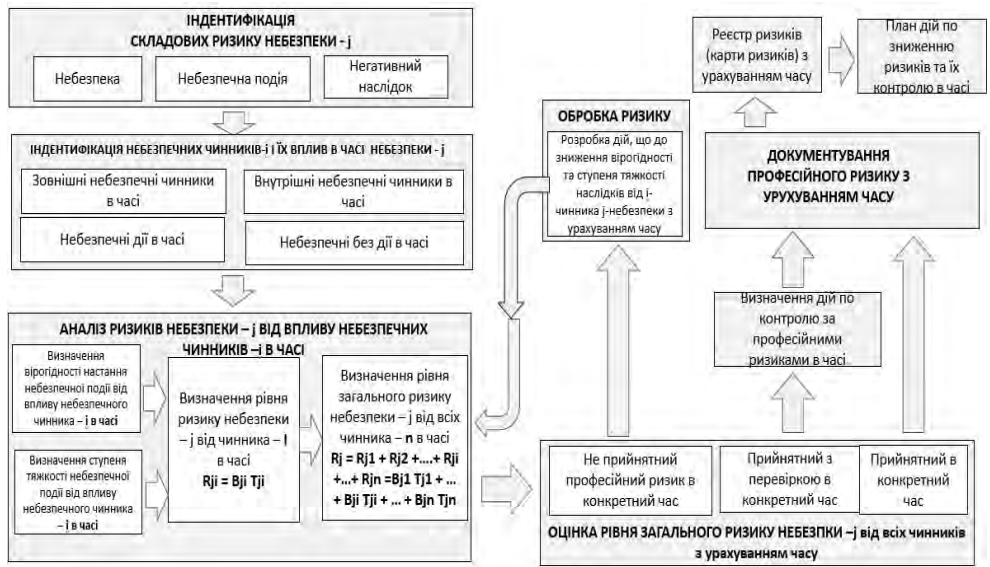 ІНДЕНТИФІКАЦІЯ
СКЛАДОВИХ РИЗИКУ НЕБЕЗПЕКИ - j
Небезпека
Небезпечна подія
Негативний
наслідок
ІНДЕНТИФІКАЦІЯ НЕБЕЗПЕЧНИХ ЧИННИКІВ-і І ЇХ ВПЛИВ В ЧАСІ НЕБЕЗПЕКИ - j
Зовнішні небезпечні чинники в
часі
Внутрішні небезпечні чинники в
часі
Небезпечні дії в часі
Небезпечні без дії в часі
АНАЛІЗ РИЗИКІВ НЕБЕЗПЕКИ – j ВІД ВПЛИВУ НЕБЕЗПЕЧНИХ
ЧИННИКІВ –і В ЧАСІ
Визначення
вірогідності настання
небезпечної події від
впливу небезпечного
чинника – і в часі
Визначення ступеня
тяжкості небезпечної
події від впливу
небезпечного чинника
– і в часі
Визначення рівня
ризику небезпеки
– j від чинника – І
в часі
Rji = Bji Tji
Визначення рівня
загального ризику
небезпеки – j від всіх
чинника – n в часі
Rj = Rj1 + Rj2 +....+ Rji
+...+ Rjn =Bj1 Tj1 + ...
+ Bji Tji + ... + Bjn Tjn
ОБРОБКА РИЗИКУ
Розробка дій, що до
зниження вірогідності
та ступеня тяжкості
наслідків від і-
чинника j-небезпеки з
урахуванням часу
Реєстр ризиків
(карти ризиків) з
урахуванням часу
План дій по
зниженню
ризиків та їх
контролю в часі
ДОКУМЕНТУВАННЯ
ПРОФЕСІЙНОГО РИЗИКУ З
УРУХУВАННЯМ ЧАСУ
Визначення дій по
контролю за
професійними
ризиками в часі
Не прийнятний
професійний ризик в
конкретний час
Прийнятний з
перевіркою в
конкретний час
Прийнятний в
конкретний
час
ОЦІНКА РІВНЯ ЗАГАЛЬНОГО РИЗИКУ НЕБЕЗПКИ –j від всіх чинників
з урахуванням часу